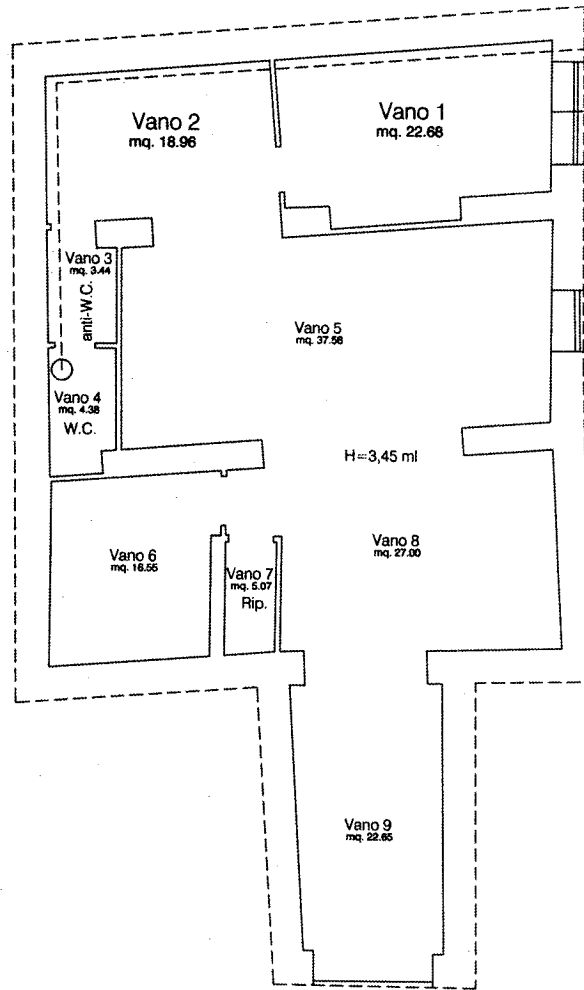 Vano 2
mq. 18.96
Vano 1
mq. 22.68
Vano 3
mq. 3.44
anti-W.C.
Vano 5
mq. 37.58
Vano 4
mq. 4.38
W.C.
H=3,45 ml
Vano 6
mq. 16.55
Vano 7
mq. 5.07
Rip.
Vano 8
mq. 27.00
Vano 9
mq. 22.65